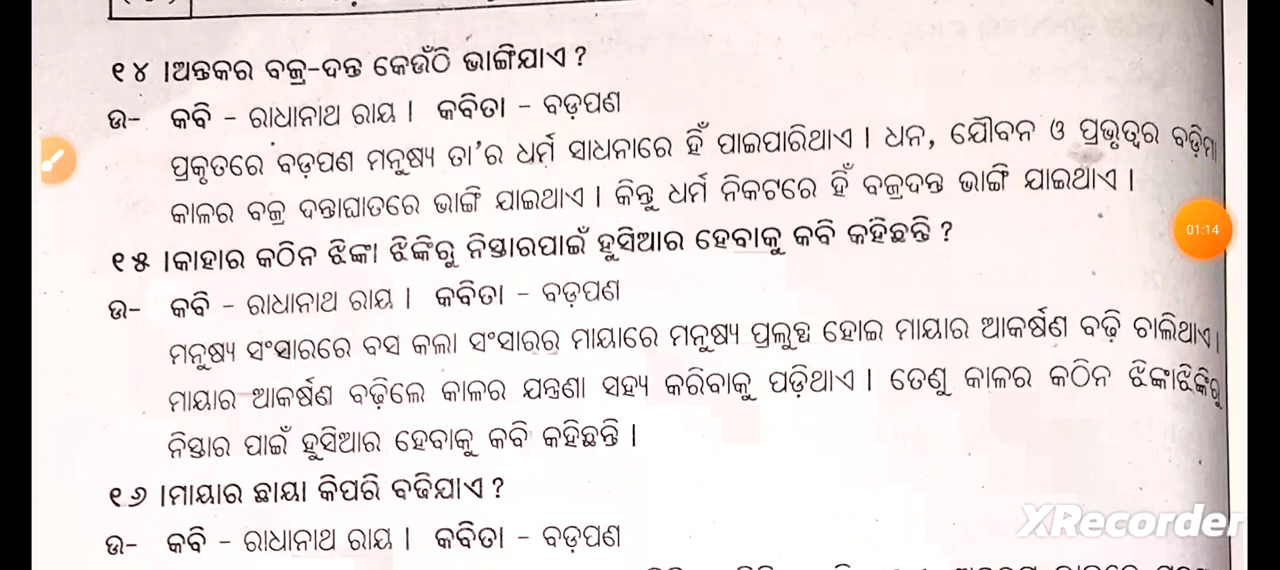 ୧୪ ।ଅନ୍ତକର ବକ୍ର-ଦନ୍ତ କେଉଁଠି ଭାଙ୍ଗିଯାଏ ?
ଉ- କବି - ରାଧାନାଥ ରାୟ । କବିତା - ବଡ଼ପଣ
ପ୍ରକୃତରେ ବଡ଼ପଣ ମନୁଷ୍ୟ ତା'ର ଧର୍ମ ସାଧନାରେ ହିଁ ପାଇପାରିଥାଏ । ଧନ, ଯୌବନ ଓ ପ୍ରଭୁତ୍ୱର ବଡ଼ିମା
କାଳର ବକ୍ର ଦନ୍ତାଘାତରେ ଭାଙ୍ଗି ଯାଇଥାଏ । କିନ୍ତୁ ଧର୍ମ ନିକଟରେ ହିଁ ବକ୍ରଦନ୍ତ ଭାଙ୍ଗି ଯାଇଥାଏ ।
01:14
୧୫ ।କାହାର କଠିନ ଝିଙ୍କା ଝିଙ୍କିରୁ ନିସ୍ତାରପାଇଁ ହୁସିଆର ହେବାକୁ କବି କହିଛନ୍ତି ?
ଉ- କବି - ରାଧାନାଥ ରାୟ । କବିତା - ବଡ଼ପଣ
ମନୁଷ୍ୟ ସଂସାରରେ ବସ କଲା ସଂସାରର ମାୟାରେ ମନୁଷ୍ୟ ପ୍ରଲୁବ୍ଧ ହୋଇ ମାୟାର ଆକର୍ଷଣ ବଢ଼ି ଚାଲିଥାଏ।
ମାୟାର ଆକର୍ଷଣ ବଢ଼ିଲେ କାଳର ଯନ୍ତ୍ରଣା ସହ୍ୟ କରିବାକୁ ପଡ଼ିଥାଏ । ତେଣୁ କାଳର କଠିନ ଝିଙ୍କାଝିଙ୍କିରୁ
ନିସ୍ତାର ପାଇଁ ହୁସିଆର ହେବାକୁ କବି କହିଛନ୍ତି ।
୧୬ ।ମାୟାର ଛାୟା କିପରି ବଢିଯାଏ ?
ଉ- କବି - ରାଧାନାଥ ରାୟ । କବିତା - ବଡ଼ପଣ
XRecorder